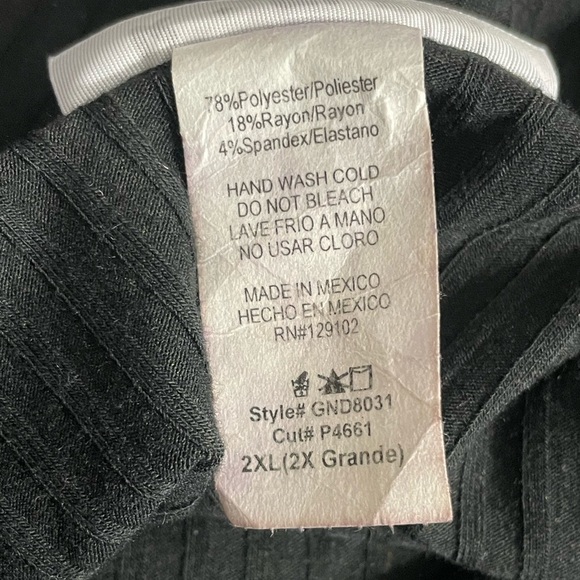 78%Polyester/Poliester
18%Rayon/Rayon
4%Spandex/Elastano
HAND WASH COLD
DO NOT BLEACH
LAVE FRIO A MANO
NO USAR CLORO
MADE IN MEXICO
HECHO EN MEXICO
RN#129102
Style# GND8031
Cut# P4661
2XL(2X Grande)